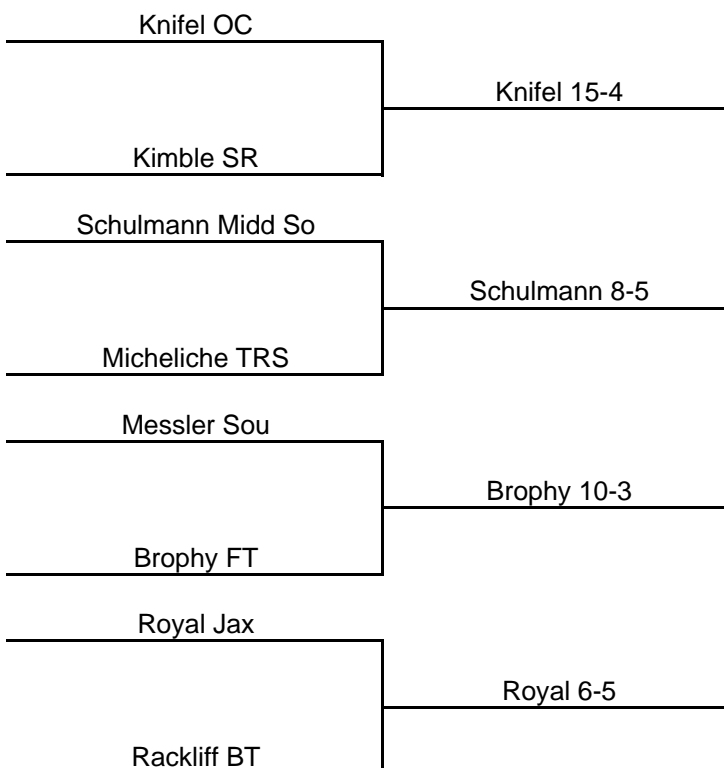 Knifel OC
Knifel 15-4
Kimble SR
Schulmann Midd So
Schulmann 8-5
Micheliche TRS
Messler Sou
Brophy 10-3
Brophy FT
Royal Jax
Royal 6-5
Rackliff BT